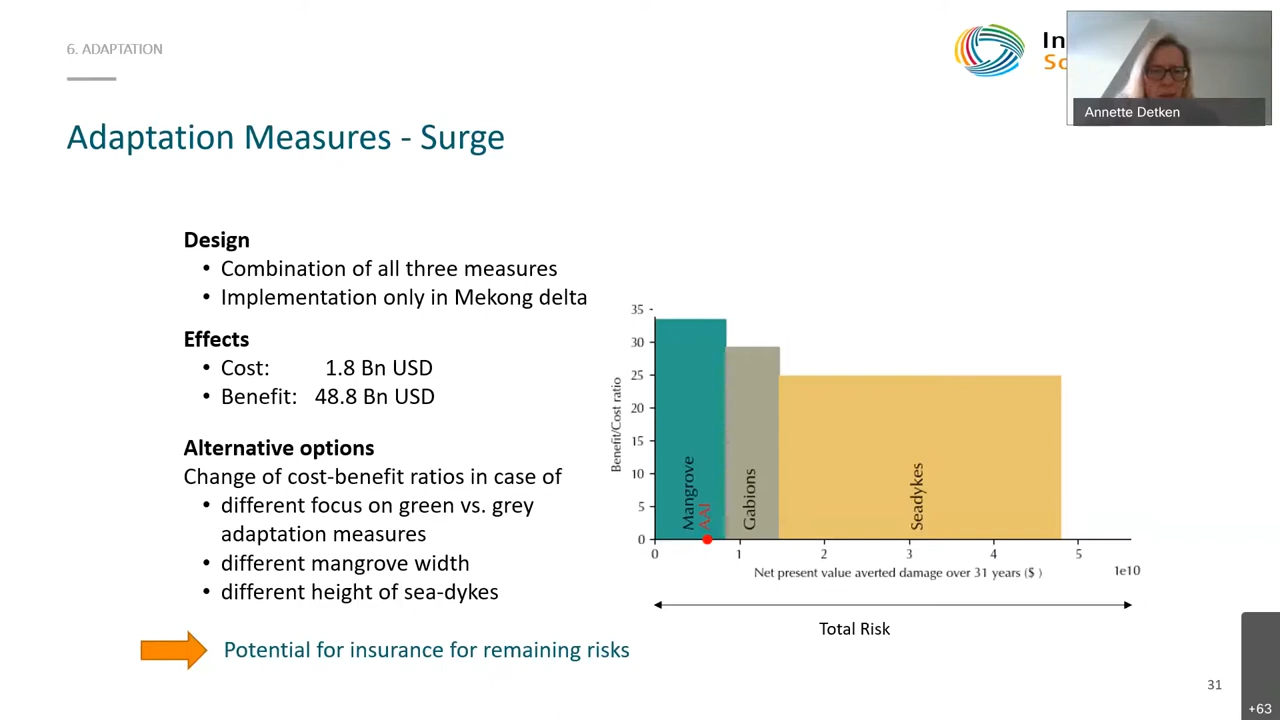 6. ADAPTATION
In
So
Annette Detken
Adaptation Measures - Surge
Design
• Combination of all three measures
• Implementation only in Mekong delta
Effects
• Cost: 1.8 Bn USD
• Benefit: 48.8 Bn USD
Alternative options
Change of cost-benefit ratios in case of
• different focus on green vs. grey
adaptation measures
• different mangrove width
• different height of sea-dykes
Potential for insurance for remaining risks
Benefit/Cost ratio
35
30
25
20
15
10
5
0
Mangrove
AAI
Gabions
Seadykes
0 1 2 3 4 5
Net present value averted damage over 31 years ($ )
1e10
Total Risk
31
+63